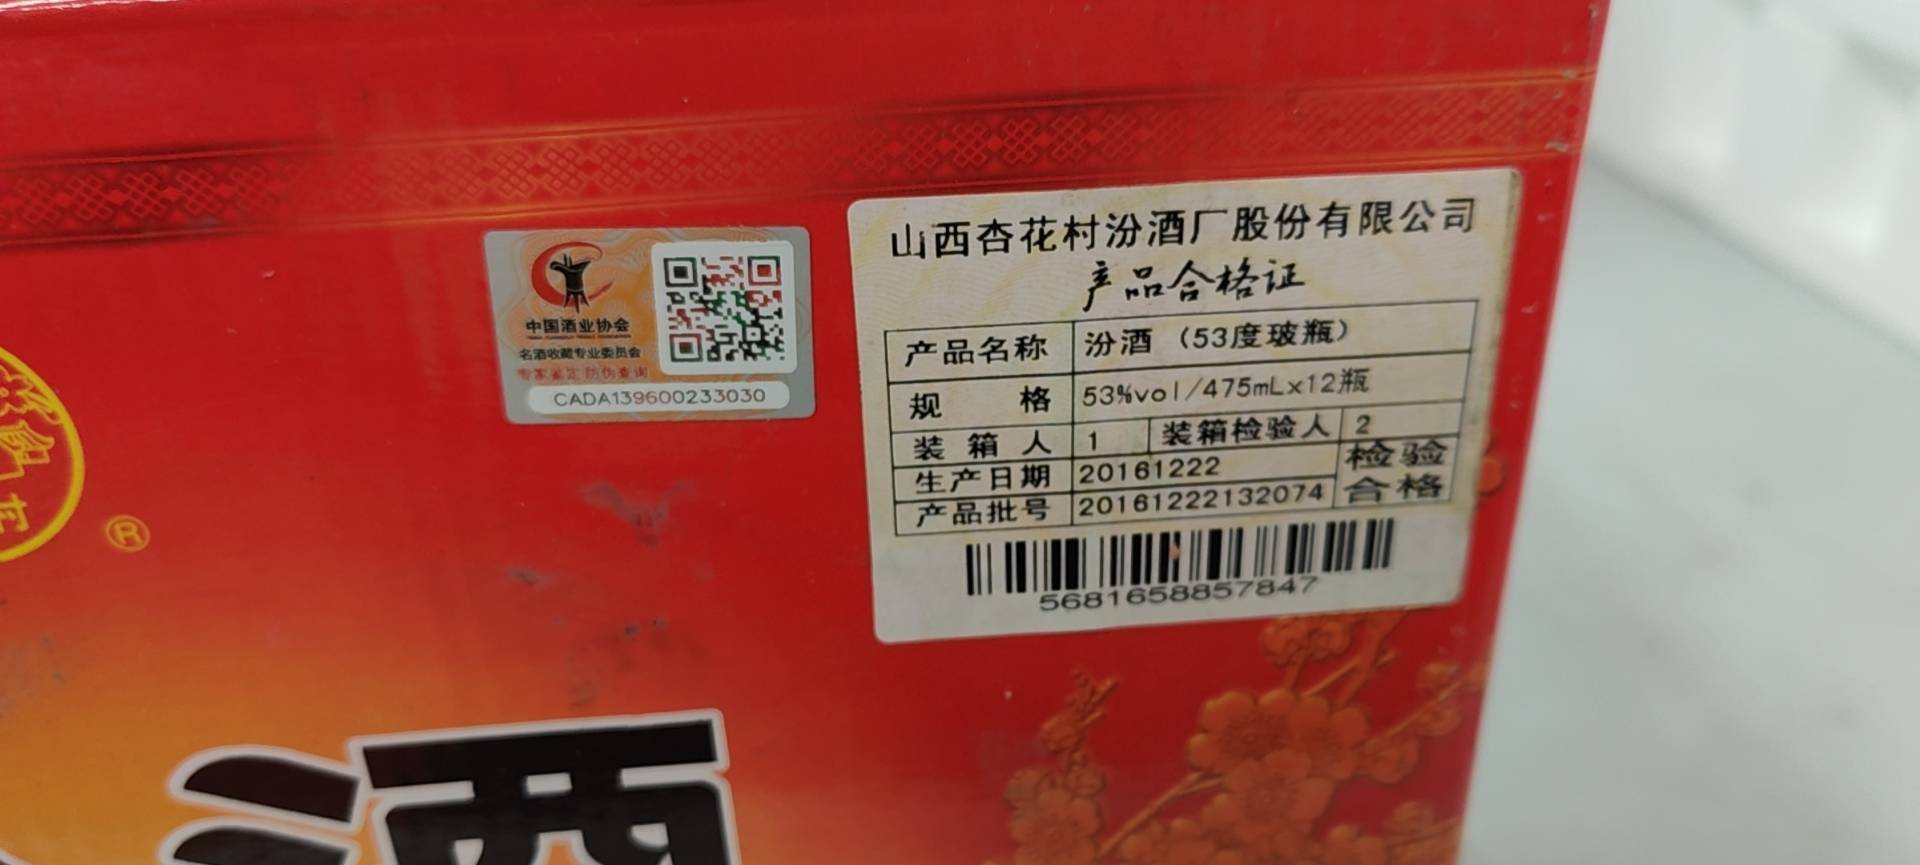 中国酒业协会
名酒收藏专业委员会
专家鉴定 防伪查询
CADA139600233030
山西杏花村汾酒厂股份有限公司
产品合格证
产品名称 汾酒（53度玻瓶）
规格 53%vol/475mLx12瓶
装箱人 1 装箱检验人 2
生产日期 20161222 检验
产品批号 20161222132074 合格
5681658857847
®
酒